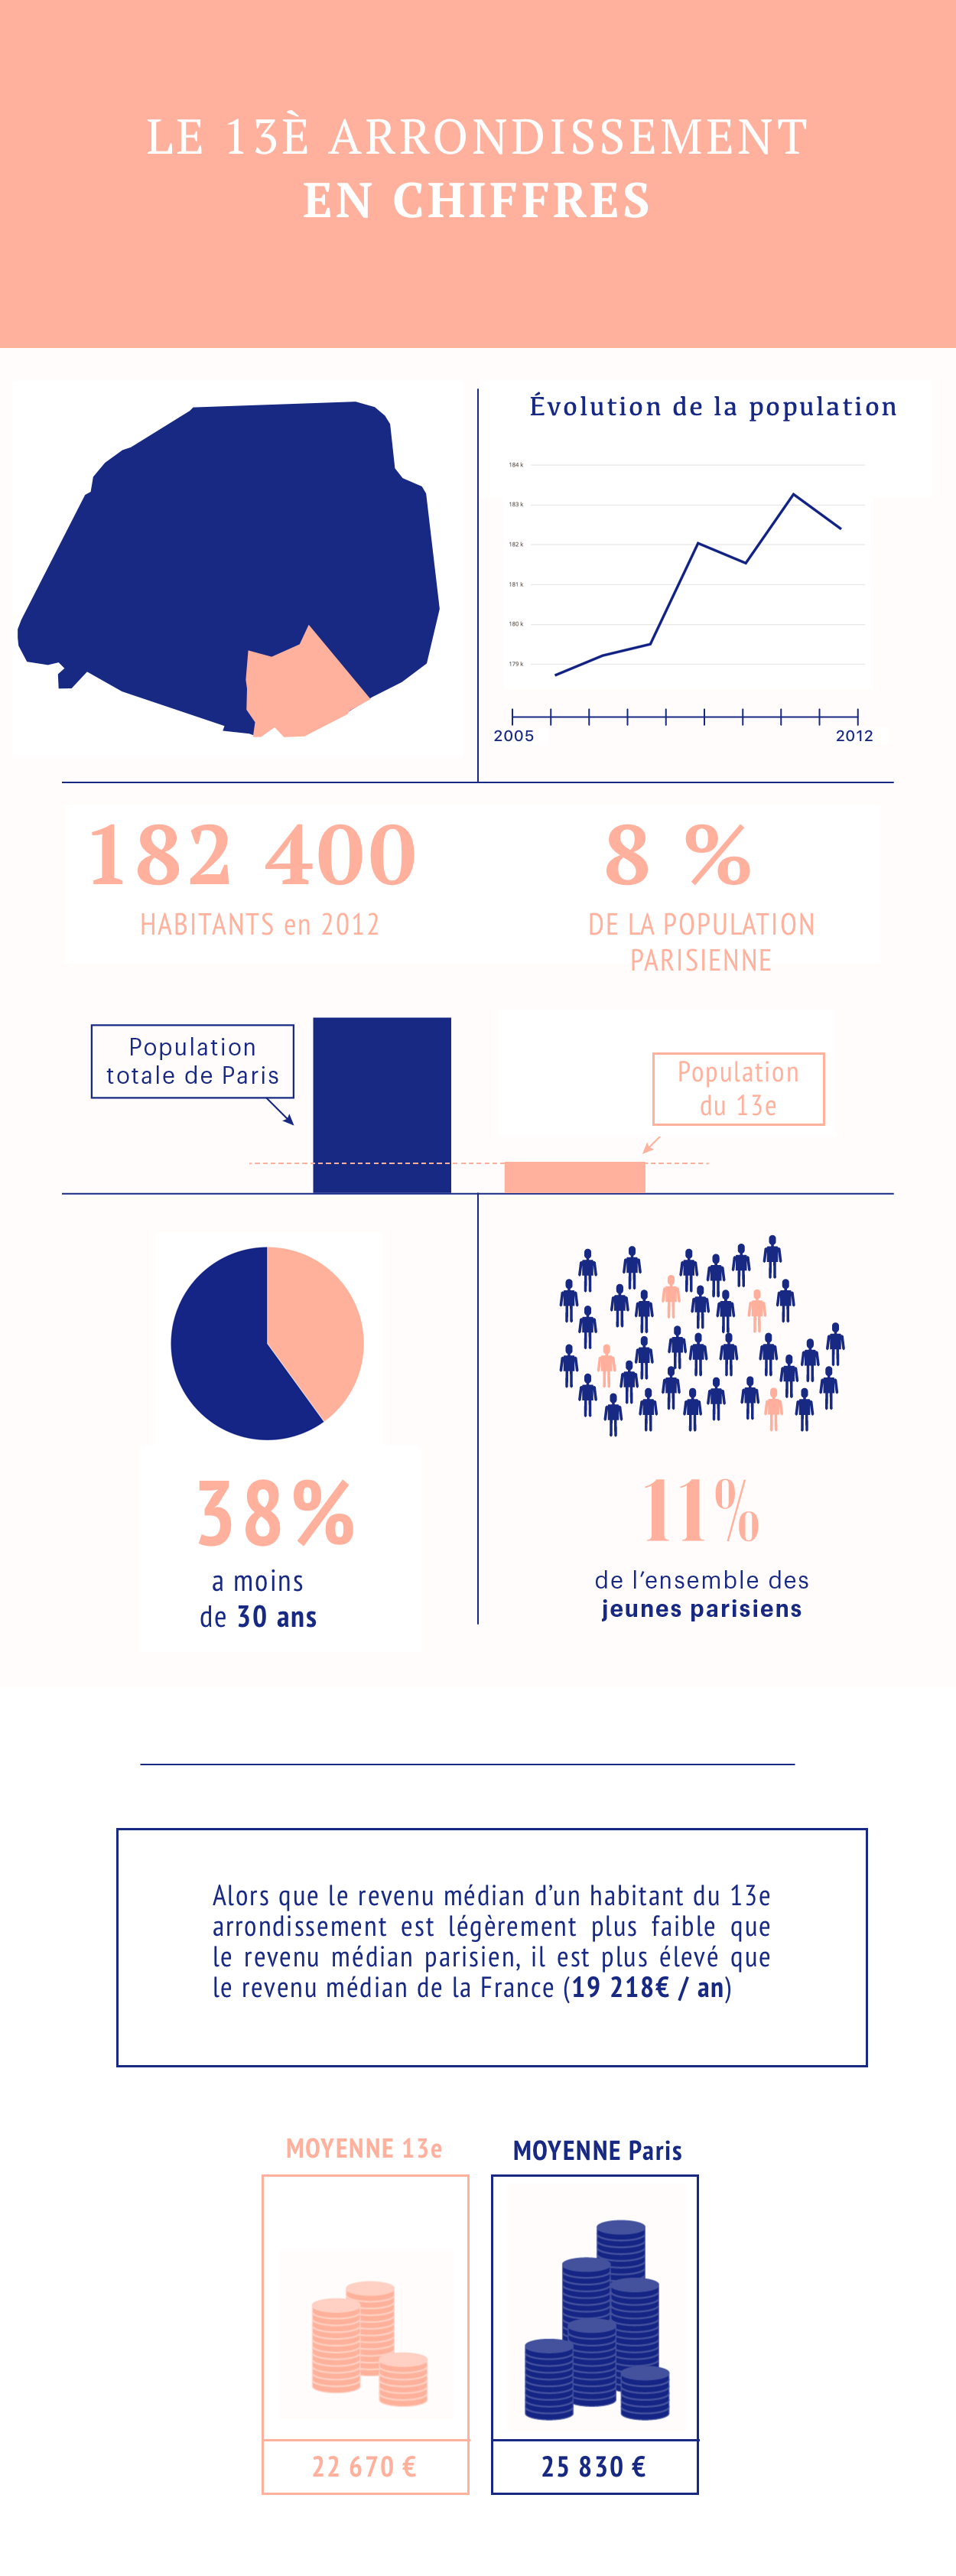 LE 13È ARRONDISSEMENT
EN CHIFFRES
Évolution de la population
184 k
183 k
182 k
181 k
180 k
179 k
2005
2012
182 400
HABITANTS en 2012
8 %
DE LA POPULATION
PARISIENNE
Population
totale de Paris
Population
du 13e
38%
a moins
de 30 ans
11%
de l'ensemble des
jeunes parisiens
Alors que le revenu médian d'un habitant du 13e
arrondissement est légèrement plus faible que
le revenu médian parisien, il est plus élevé que
le revenu médian de la France (19 218€ / an)
MOYENNE 13e
22 670 €
MOYENNE Paris
25 830 €